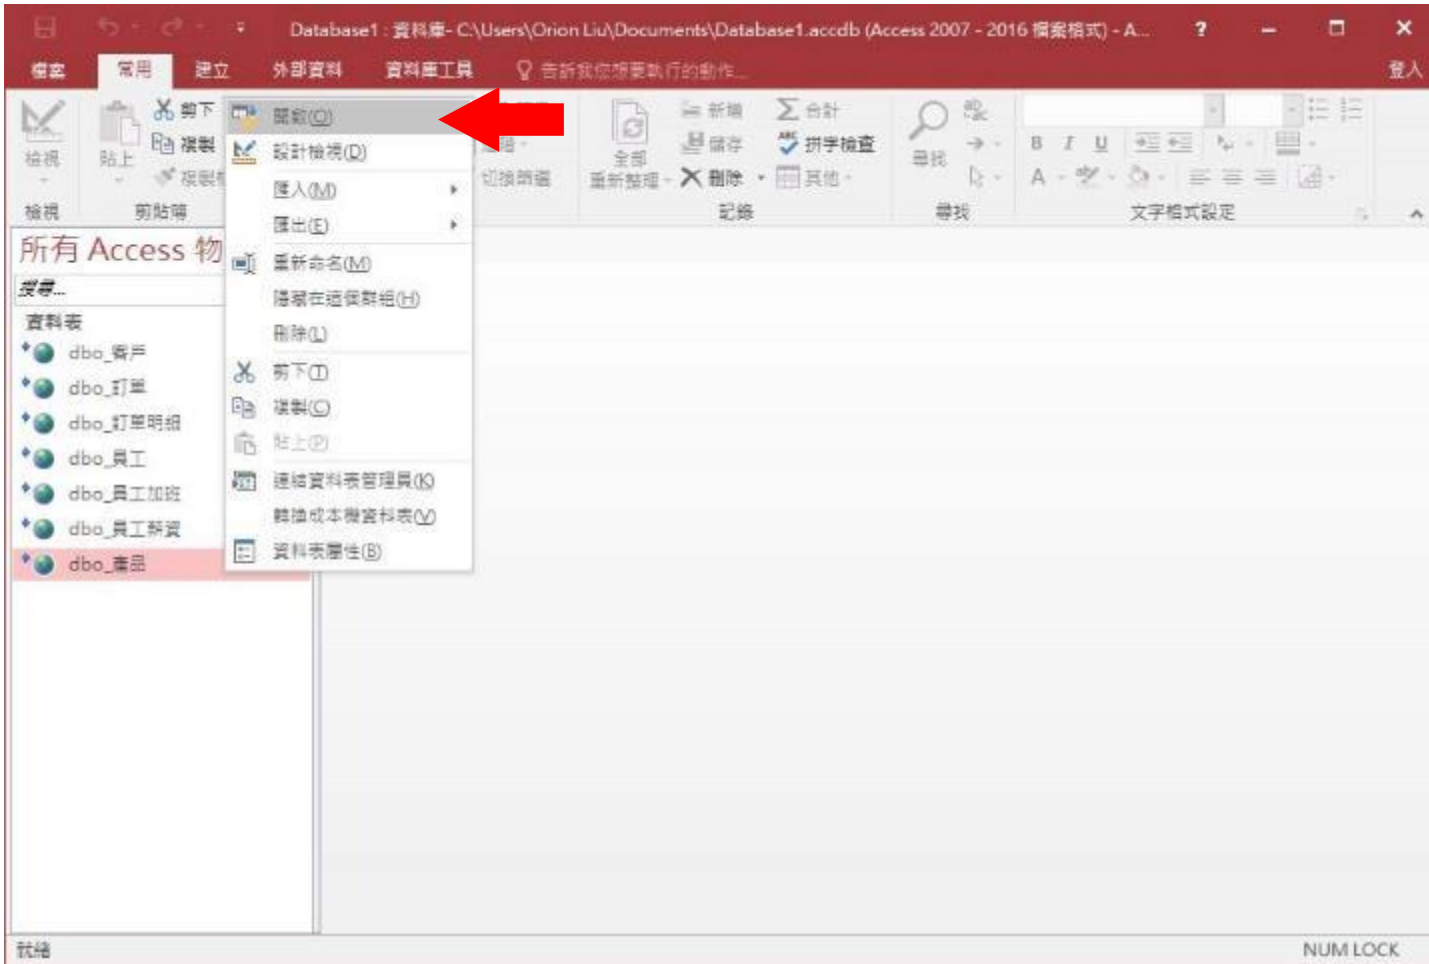 Database1 : 資料庫- C:\Users\Orion Liu\Documents\Database1.accdb (Access 2007 - 2016 檔案格式) - A... ?
檔案 常用 建立 外部資料 資料庫工具 告訴我您想要執行的動作... 登入
檢視
貼上
剪下
複製
複製
切換篩選
全部
重新整理
新增
儲存
刪除
合計
拼字檢查
其他
尋找
B I U
A
檢視 剪貼簿 記錄 尋找 文字格式設定
所有 Access 物
搜尋...
資料表
dbo_客戶
dbo_訂單
dbo_訂單明細
dbo_員工
dbo_員工加班
dbo_員工薪資
dbo_產品
開啟(O)
設計檢視(D)
匯入(M)
匯出(E)
重新命名(M)
隱藏在這個群組(H)
刪除(L)
剪下(T)
複製(C)
貼上(P)
連結資料表管理員(K)
轉換成本機資料表(V)
資料表屬性(B)
就緒 NUM LOCK